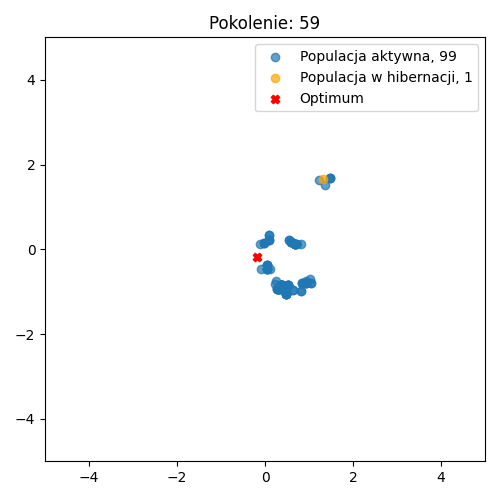 Pokolenie: 59
Populacja aktywna, 99
Populacja w hibernacji, 1
Optimum
4
2
0
−2
−4
−4
−2
0
2
4